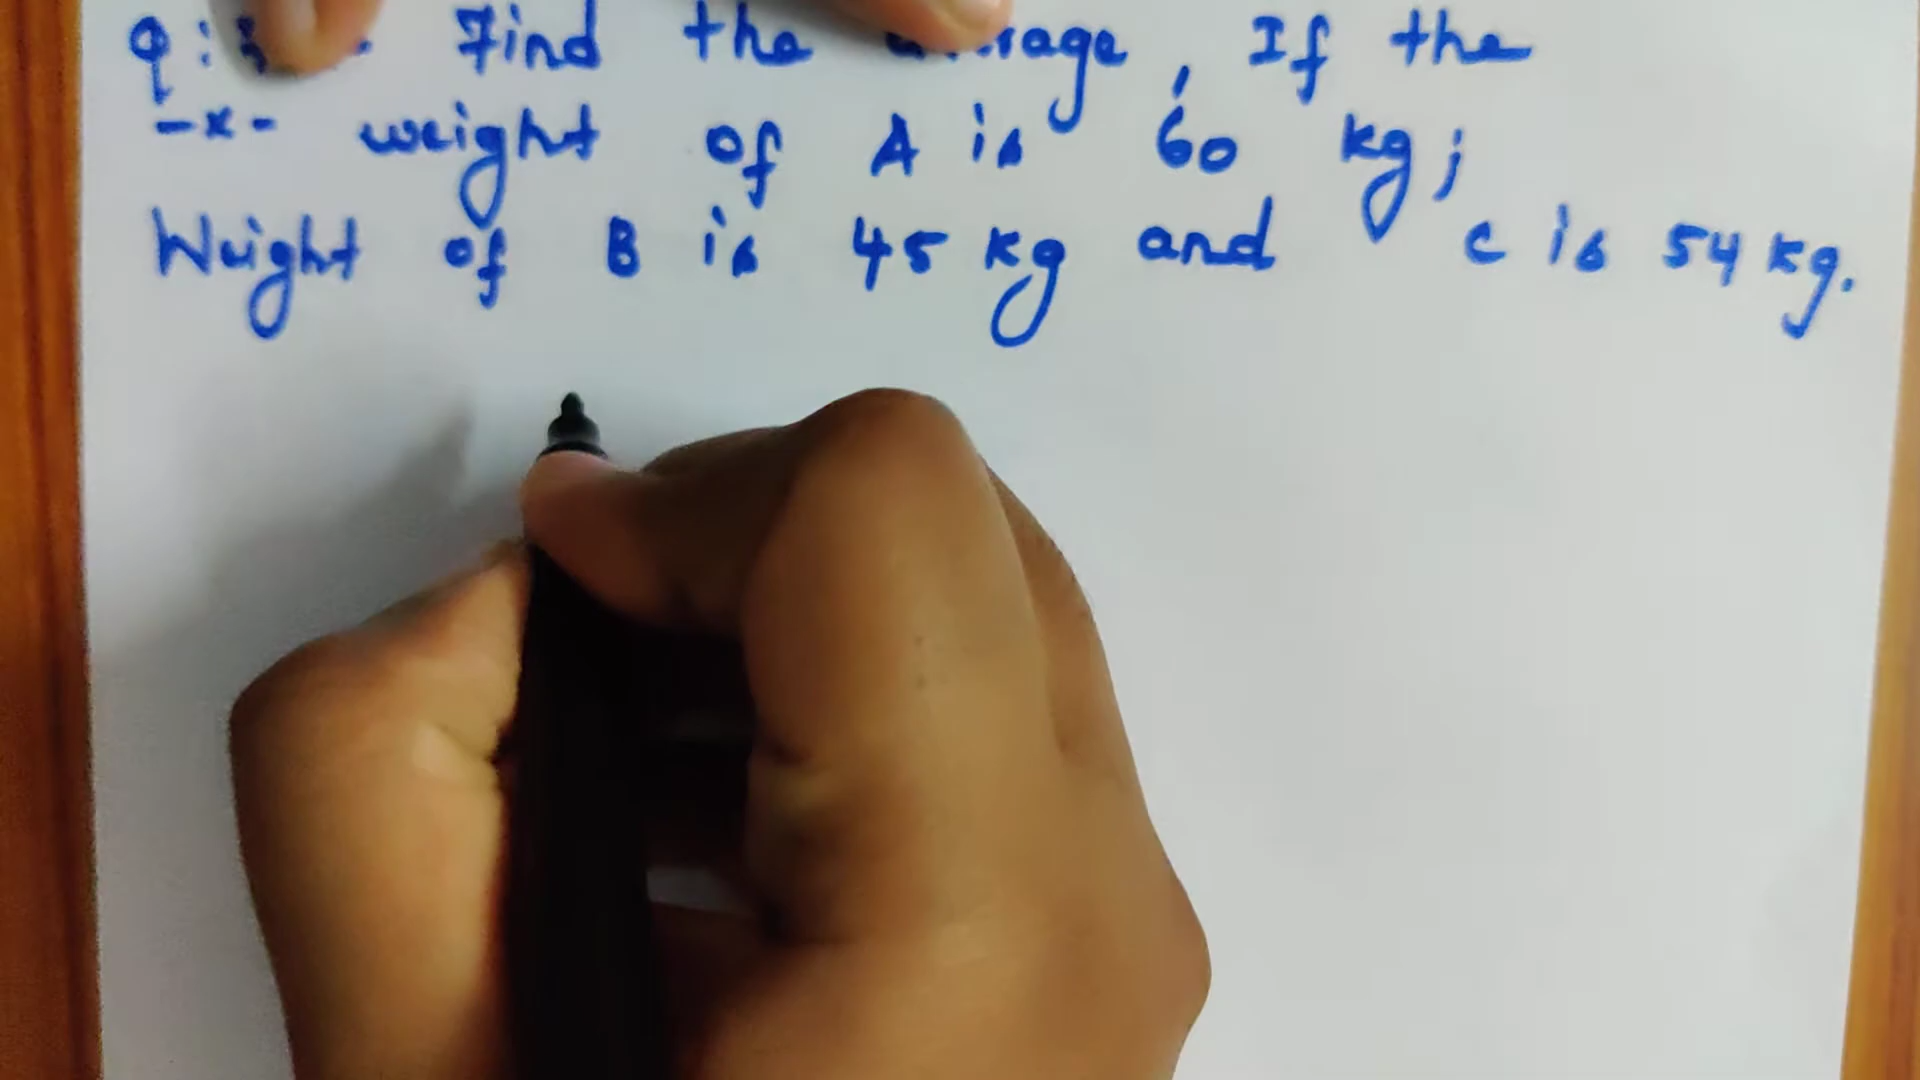 Q: Find the , If the
-x- weight of A is 60 kg;
Weight of B is 45 kg and C is 54 kg.